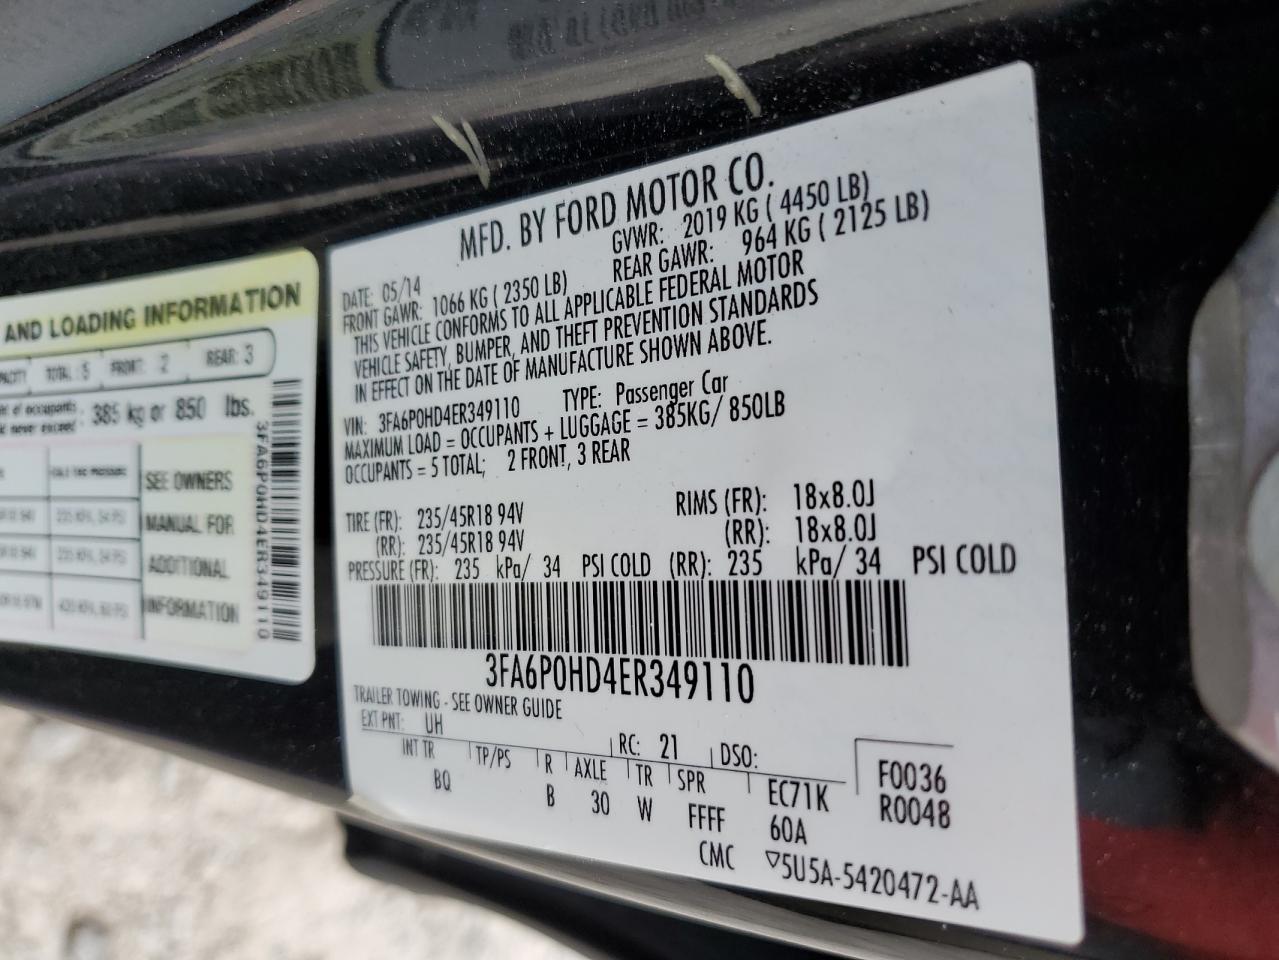 AND LOADING INFORMATION
TOTAL: 5 FRONT: 2 REAR: 3
of occupants
never exceed 385 kg or 850 lbs.
COLD TIRE PRESSURE
SEE OWNERS
MANUAL FOR
ADDITIONAL
INFORMATION
3FA6P0HD4ER349110
MFD. BY FORD MOTOR CO.
DATE: 05/14 GVWR: 2019 KG ( 4450 LB)
FRONT GAWR: 1066 KG ( 2350 LB) REAR GAWR: 964 KG ( 2125 LB)
THIS VEHICLE CONFORMS TO ALL APPLICABLE FEDERAL MOTOR
VEHICLE SAFETY, BUMPER, AND THEFT PREVENTION STANDARDS
IN EFFECT ON THE DATE OF MANUFACTURE SHOWN ABOVE.
VIN: 3FA6P0HD4ER349110 TYPE: Passenger Car
MAXIMUM LOAD = OCCUPANTS + LUGGAGE = 385KG/ 850LB
OCCUPANTS = 5 TOTAL; 2 FRONT, 3 REAR
TIRE (FR): 235/45R18 94V RIMS (FR): 18x8.0J
(RR): 235/45R18 94V (RR): 18x8.0J
PRESSURE (FR): 235 kPa/ 34 PSI COLD (RR): 235 kPa/ 34 PSI COLD
3FA6P0HD4ER349110
TRAILER TOWING - SEE OWNER GUIDE
EXT PNT: UH RC: 21 DSO: F0036
INT TR TP/PS R AXLE TR SPR EC71K R0048
BQ B 30 W FFFF 60A
CMC ▽5U5A-5420472-AA